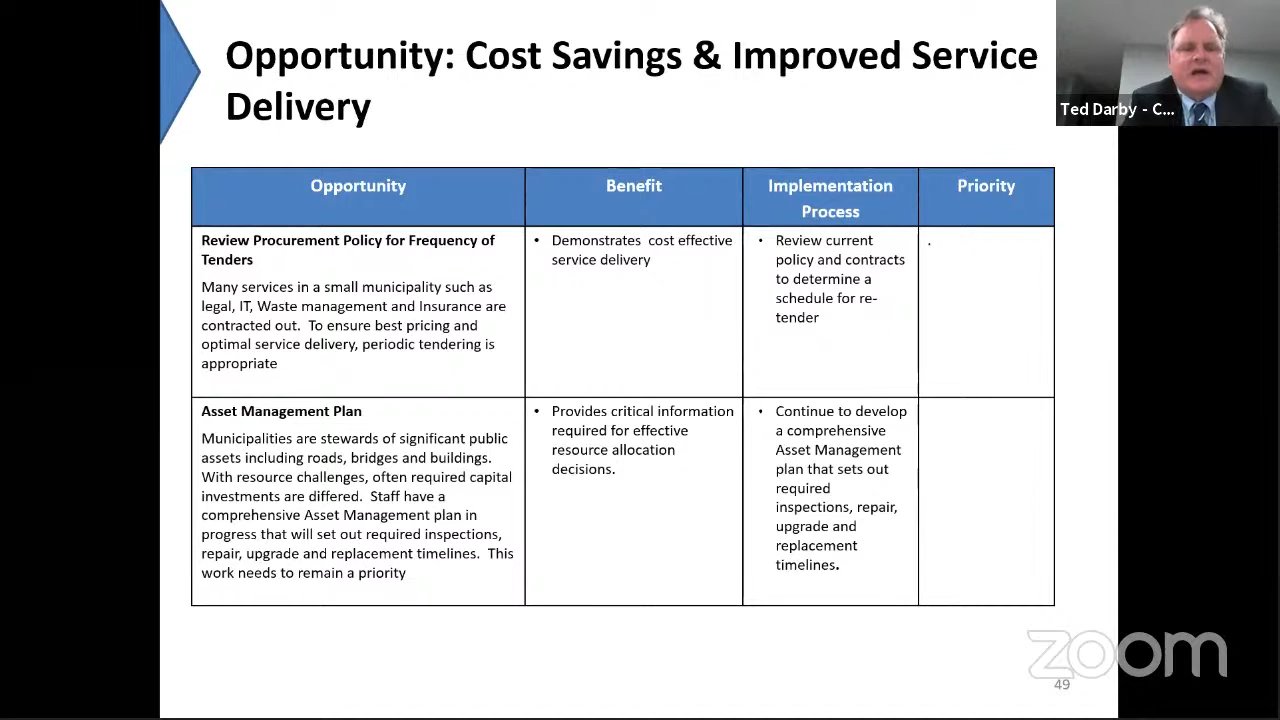 Opportunity: Cost Savings & Improved Service
Delivery
Ted Darby - C...
Opportunity
Benefit
Implementation
Process
Priority
Review Procurement Policy for Frequency of
Tenders
Many services in a small municipality such as
legal, IT, Waste management and Insurance are
contracted out.  To ensure best pricing and
optimal service delivery, periodic tendering is
appropriate
• Demonstrates  cost effective
service delivery
• Review current
policy and contracts
to determine a
schedule for re-
tender
.
Asset Management Plan
Municipalities are stewards of significant public
assets including roads, bridges and buildings.
With resource challenges, often required capital
investments are differed.  Staff have a
comprehensive Asset Management plan in
progress that will set out required inspections,
repair, upgrade and replacement timelines.  This
work needs to remain a priority
• Provides critical information
required for effective
resource allocation
decisions.
• Continue to develop
a comprehensive
Asset Management
plan that sets out
required
inspections, repair,
upgrade and
replacement
timelines.
zoom
49